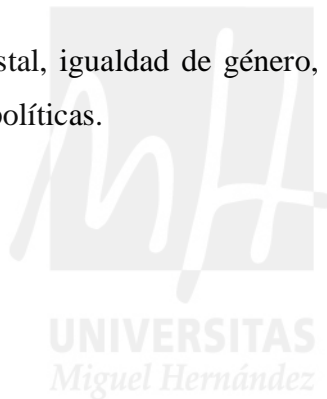 stal, igualdad de género,
políticas.
UNIVERSITAS
Miguel Hernández